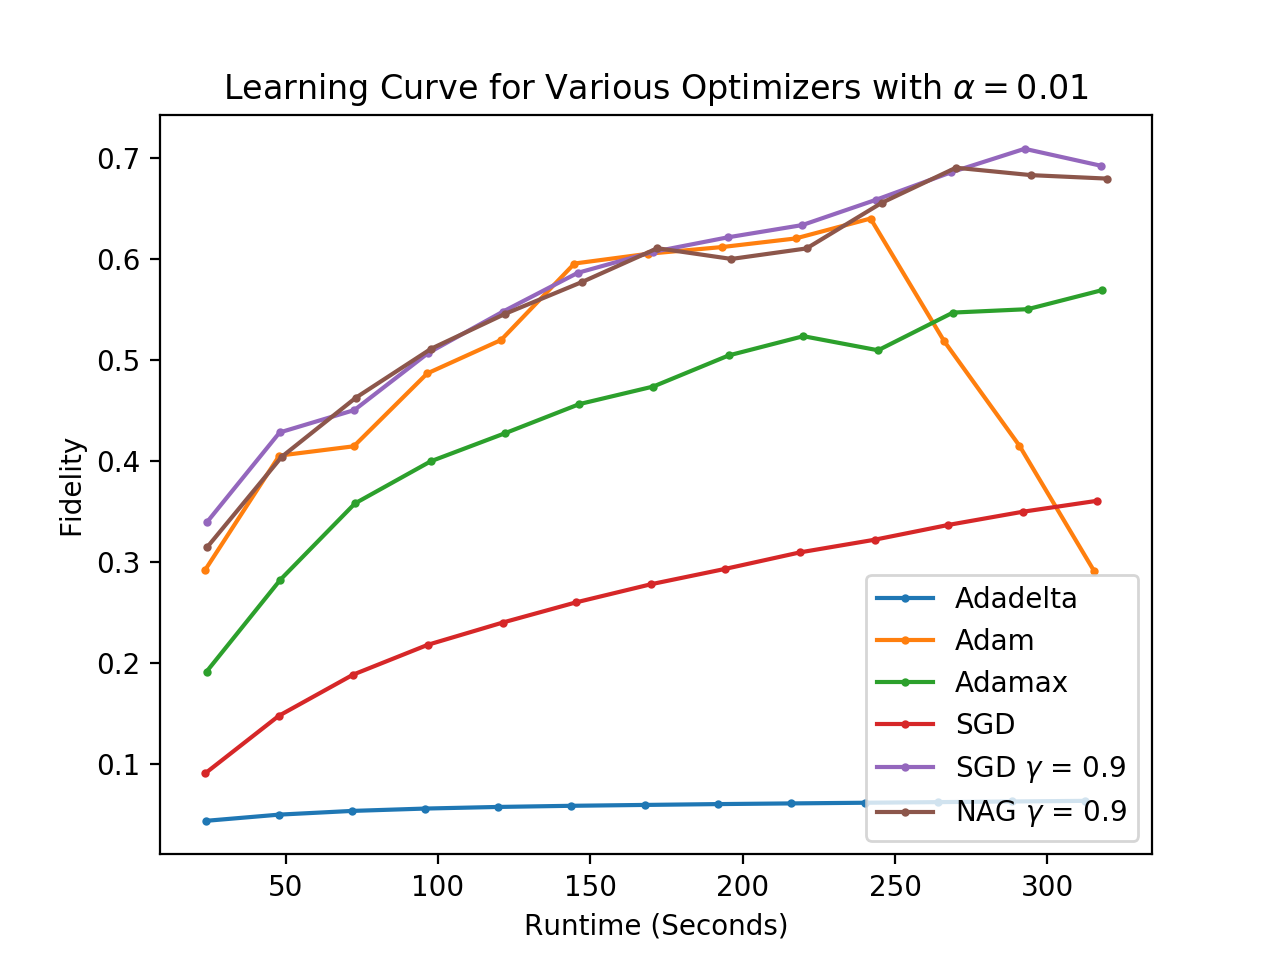 Learning Curve for Various Optimizers with α = 0.01
0.7
0.6
0.5
0.4
0.3
0.2
0.1
Fidelity
Adadelta
Adam
Adamax
SGD
SGD γ = 0.9
NAG γ = 0.9
50 100 150 200 250 300
Runtime (Seconds)